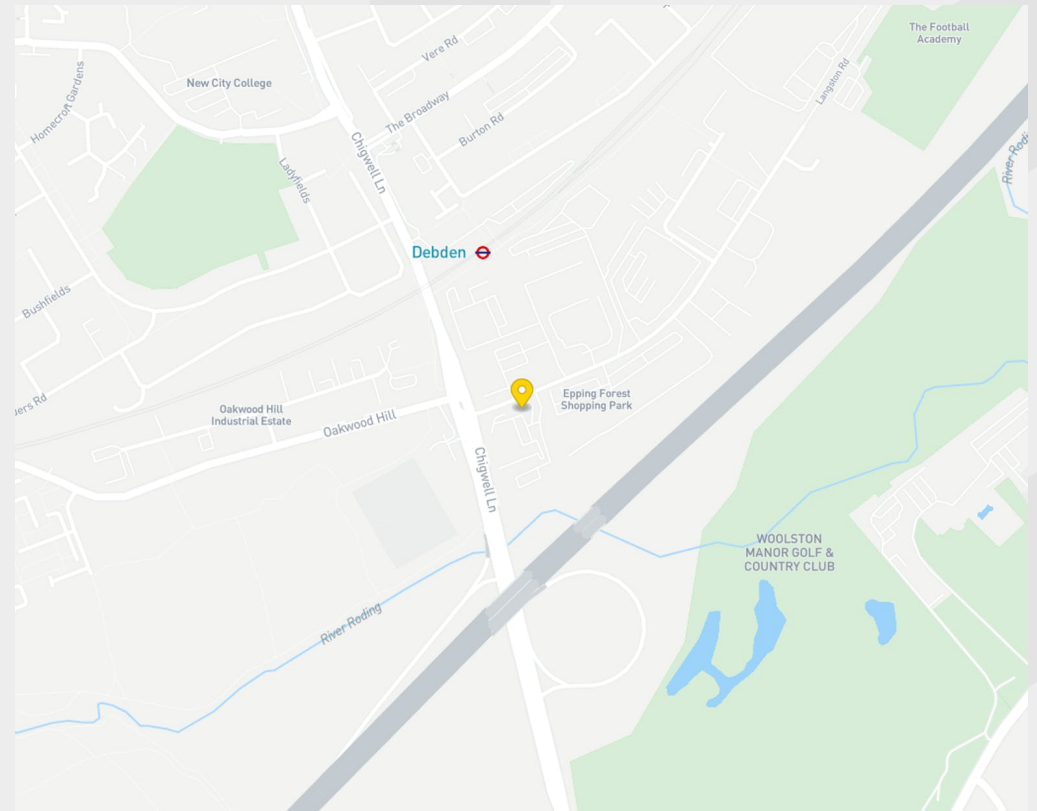 The Football
Academy
Vere Rd
New City College
Langston Rd
Homecroft Gardens
The Broadway
Burton Rd
Chigwell Ln
Ladyfields
Debden
Bushfields
Epping Forest
Shopping Park
Oakwood Hill
Industrial Estate
Oakwood Hill
Chigwell Ln
WOOLSTON
MANOR GOLF &
COUNTRY CLUB
River Roding